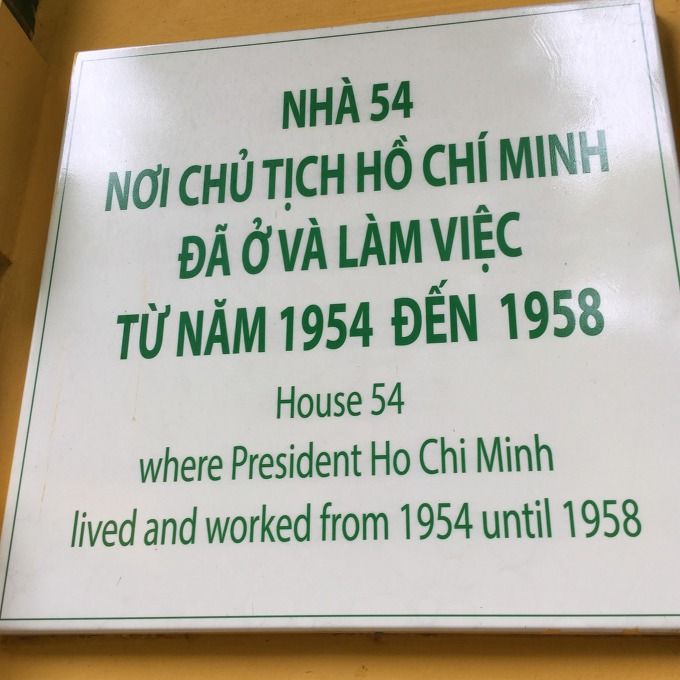 NHÀ 54
NƠI CHỦ TỊCH HỒ CHÍ MINH
ĐÃ Ở VÀ LÀM VIỆC
TỪ NĂM 1954 ĐẾN 1958
House 54
where President Ho Chi Minh
lived and worked from 1954 until 1958